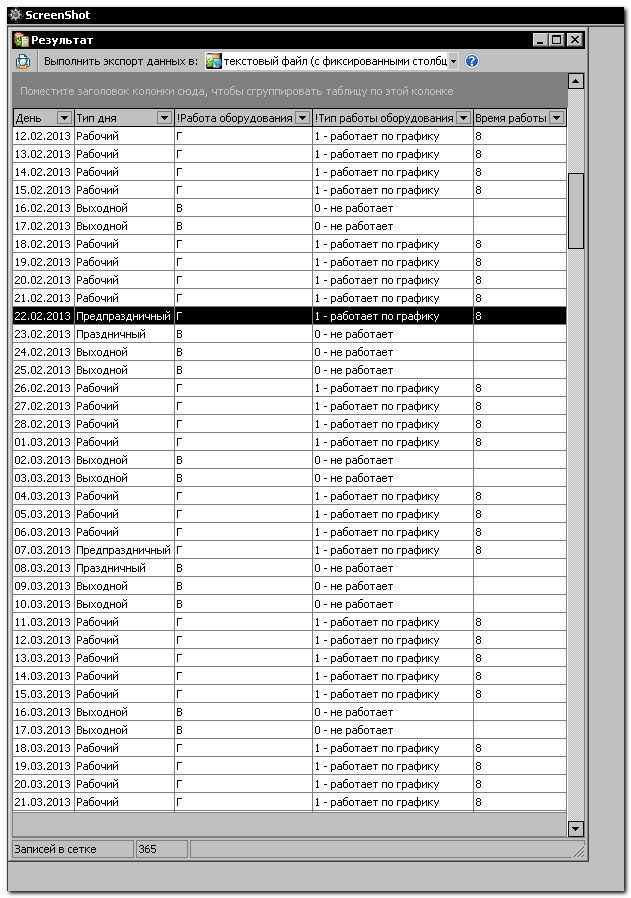 ScreenShot
Результат
Выполнить экспорт данных в: текстовый файл (с фиксированными столбц
Поместите заголовок колонки сюда, чтобы сгруппировать таблицу по этой колонке
День Тип дня !Работа оборудования !Тип работы оборудования Время работы
12.02.2013 Рабочий Г 1 - работает по графику 8
13.02.2013 Рабочий Г 1 - работает по графику 8
14.02.2013 Рабочий Г 1 - работает по графику 8
15.02.2013 Рабочий Г 1 - работает по графику 8
16.02.2013 Выходной В 0 - не работает
17.02.2013 Выходной В 0 - не работает
18.02.2013 Рабочий Г 1 - работает по графику 8
19.02.2013 Рабочий Г 1 - работает по графику 8
20.02.2013 Рабочий Г 1 - работает по графику 8
21.02.2013 Рабочий Г 1 - работает по графику 8
22.02.2013 Предпраздничный Г 1 - работает по графику 8
23.02.2013 Праздничный В 0 - не работает
24.02.2013 Выходной В 0 - не работает
25.02.2013 Выходной В 0 - не работает
26.02.2013 Рабочий Г 1 - работает по графику 8
27.02.2013 Рабочий Г 1 - работает по графику 8
28.02.2013 Рабочий Г 1 - работает по графику 8
01.03.2013 Рабочий Г 1 - работает по графику 8
02.03.2013 Выходной В 0 - не работает
03.03.2013 Выходной В 0 - не работает
04.03.2013 Рабочий Г 1 - работает по графику 8
05.03.2013 Рабочий Г 1 - работает по графику 8
06.03.2013 Рабочий Г 1 - работает по графику 8
07.03.2013 Предпраздничный Г 1 - работает по графику 8
08.03.2013 Праздничный В 0 - не работает
09.03.2013 Выходной В 0 - не работает
10.03.2013 Выходной В 0 - не работает
11.03.2013 Рабочий Г 1 - работает по графику 8
12.03.2013 Рабочий Г 1 - работает по графику 8
13.03.2013 Рабочий Г 1 - работает по графику 8
14.03.2013 Рабочий Г 1 - работает по графику 8
15.03.2013 Рабочий Г 1 - работает по графику 8
16.03.2013 Выходной В 0 - не работает
17.03.2013 Выходной В 0 - не работает
18.03.2013 Рабочий Г 1 - работает по графику 8
19.03.2013 Рабочий Г 1 - работает по графику 8
20.03.2013 Рабочий Г 1 - работает по графику 8
21.03.2013 Рабочий Г 1 - работает по графику 8
Записей в сетке 365